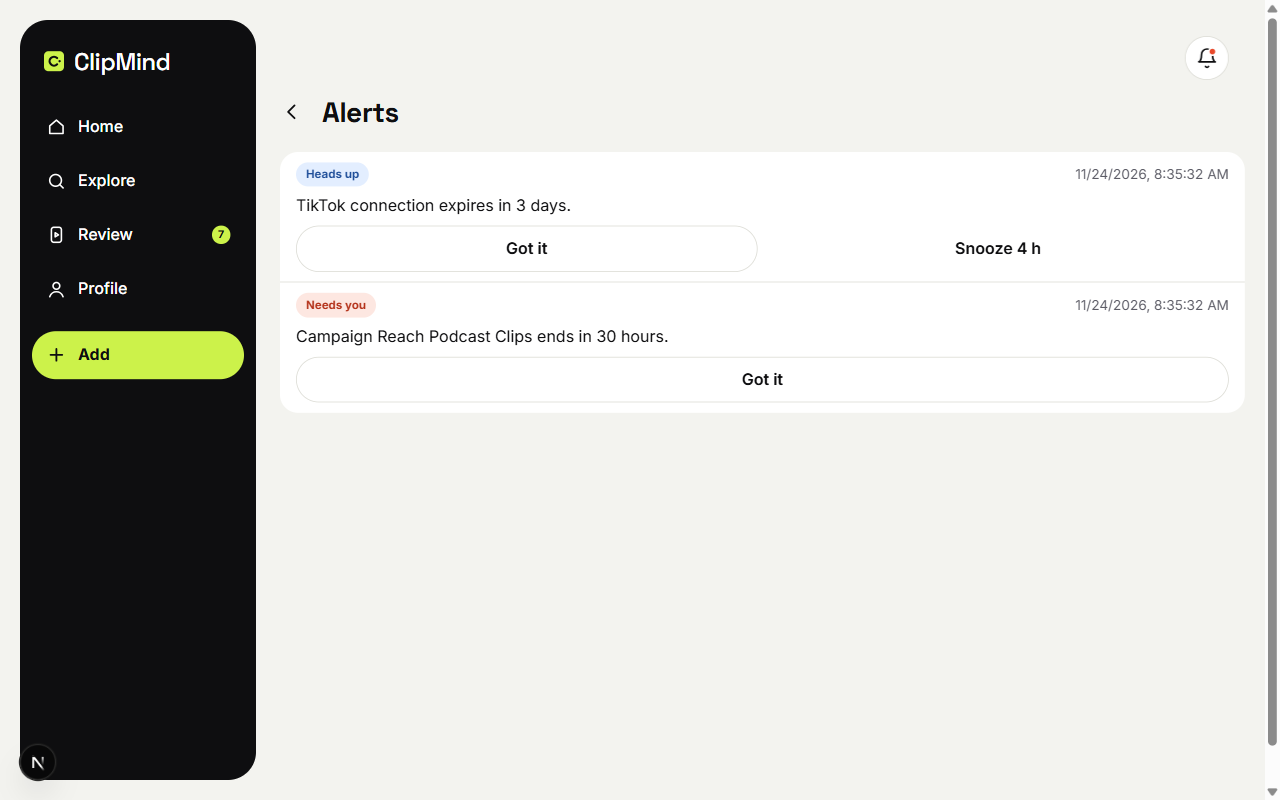 ClipMind
Home
Explore
Review 7
Profile
Add
Alerts
Heads up 11/24/2026, 8:35:32 AM
TikTok connection expires in 3 days.
Got it Snooze 4 h
Needs you 11/24/2026, 8:35:32 AM
Campaign Reach Podcast Clips ends in 30 hours.
Got it
N